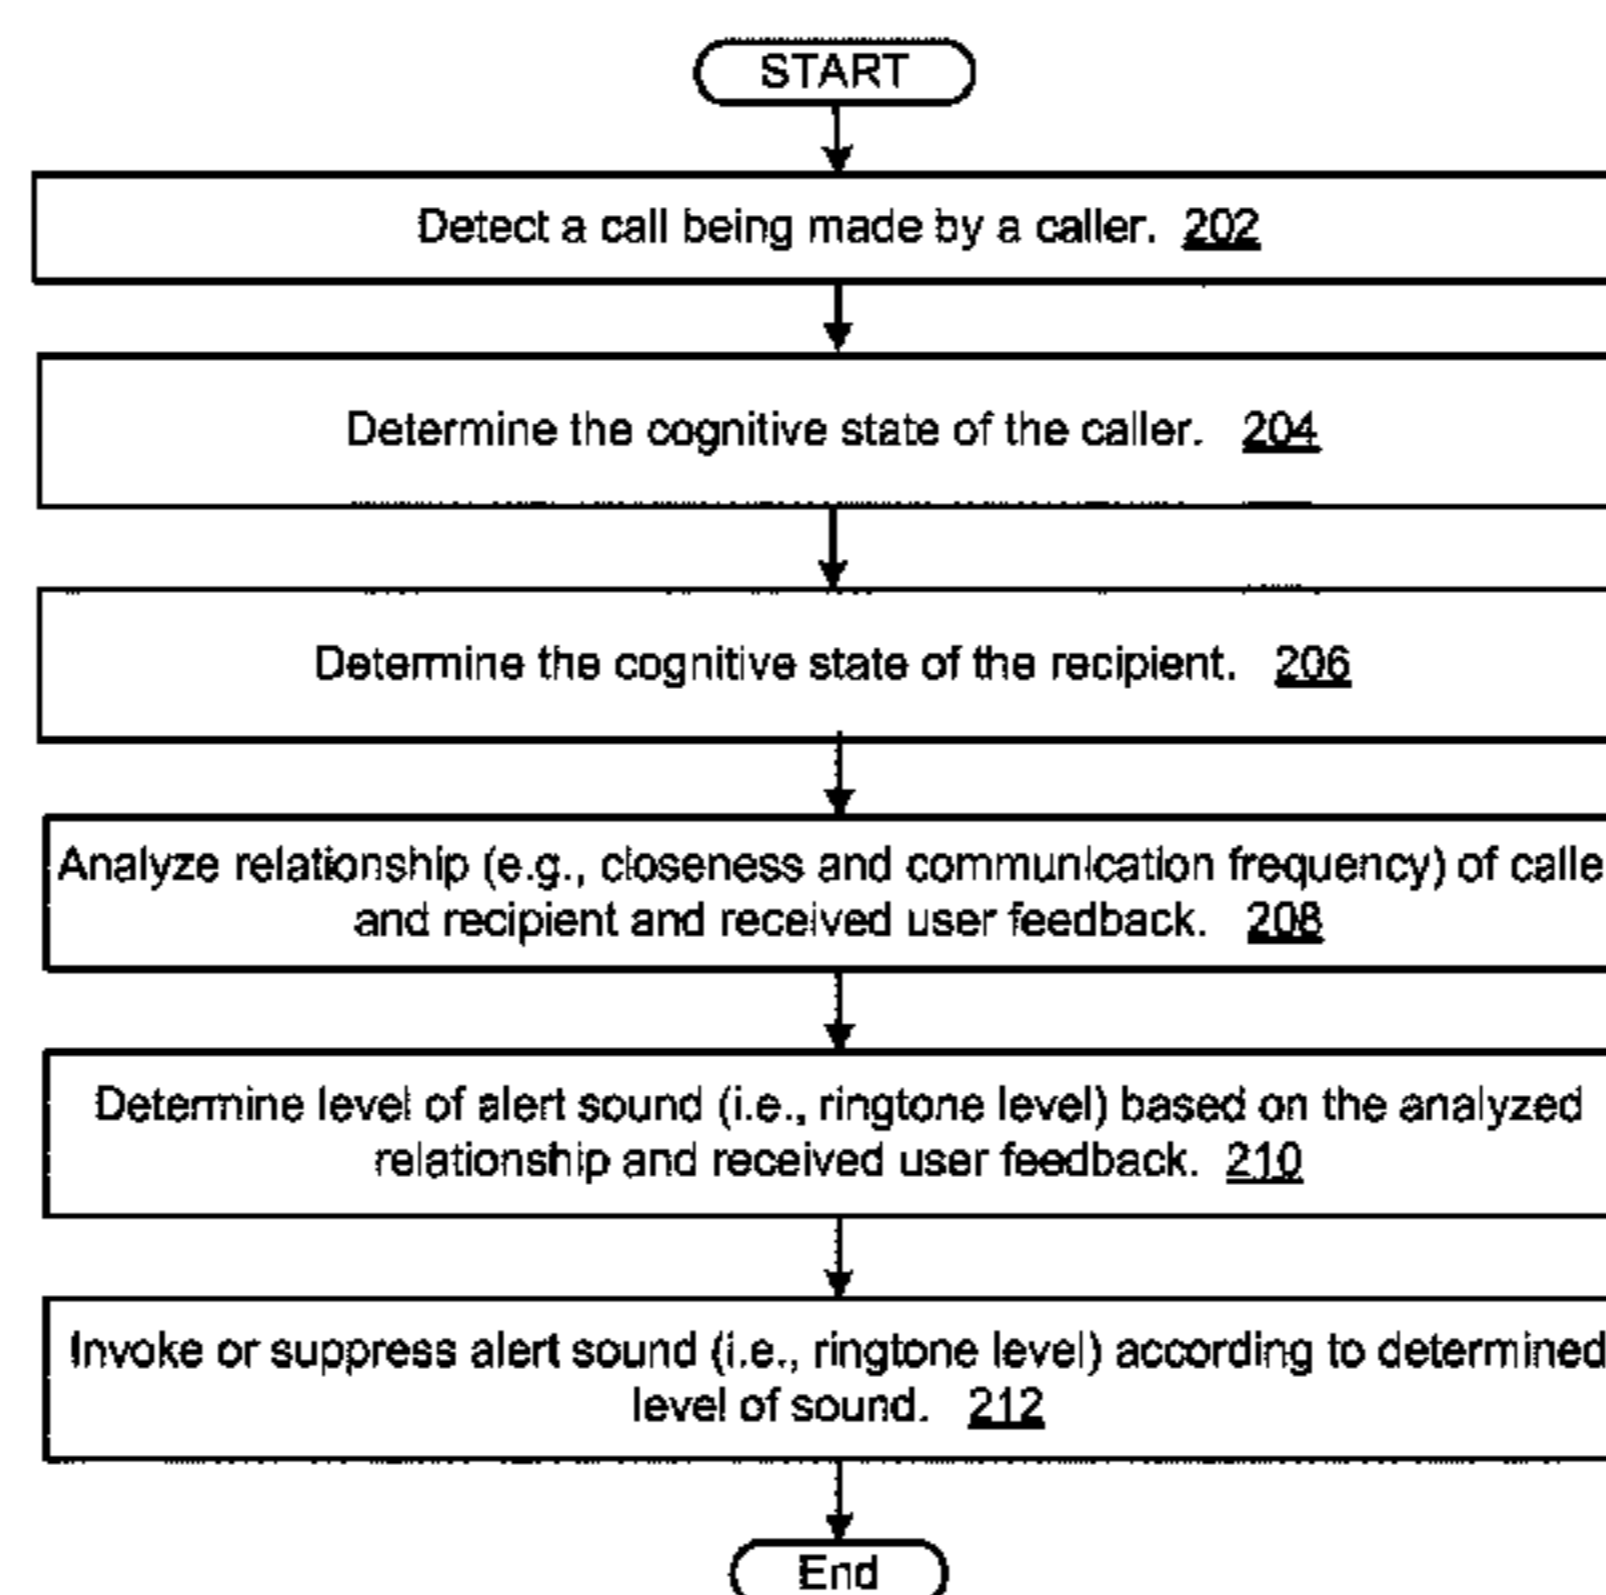 START
Detect a call being made by a caller. 202
Determine the cognitive state of the caller. 204
Determine the cognitive state of the recipient. 206
Analyze relationship (e.g., closeness and communication frequency) of calle
and recipient and received user feedback. 208
Determine level of alert sound (i.e., ringtone level) based on the analyzed
relationship and received user feedback. 210
Invoke or suppress alert sound (i.e., ringtone level) according to determined
level of sound. 212
End